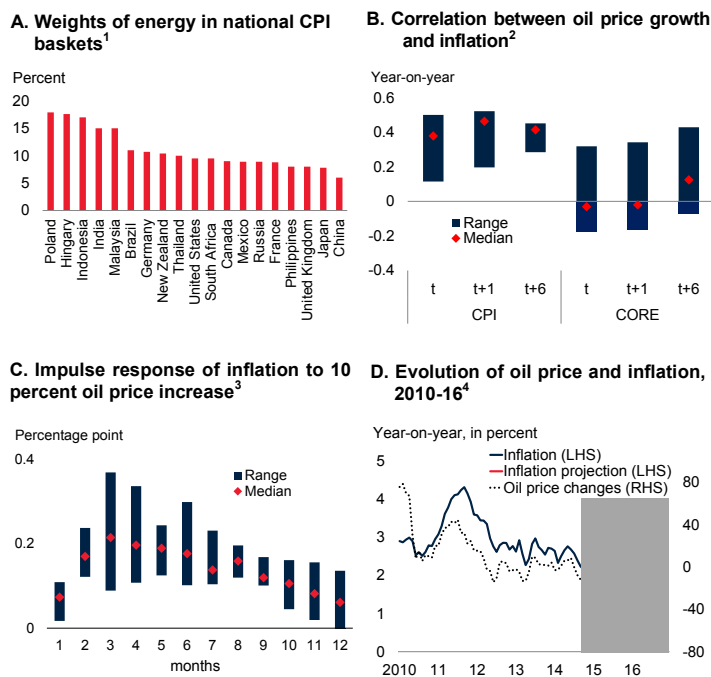 A. Weights of energy in national CPI
baskets1
Percent
20
15
10
5
0
Poland
Hingary
Indonesia
India
Malaysia
Brazil
Germany
New Zealand
Thailand
United States
South Africa
Canada
Mexico
Russia
France
Philippines
United Kingdom
Japan
China
B. Correlation between oil price growth
and inflation2
Year-on-year
0.6
0.4
0.2
0
-0.2
-0.4
Range
Median
t t+1 t+6 t t+1 t+6
CPI CORE
C. Impulse response of inflation to 10
percent oil price increase3
Percentage point
0.4
0.2
0
Range
Median
1 2 3 4 5 6 7 8 9 10 11 12
months
D. Evolution of oil price and inflation,
2010-164
Year-on-year, in percent
Inflation (LHS)
Inflation projection (LHS)
Oil price changes (RHS)
5
4
3
2
1
0
80
40
0
-40
-80
2010 11 12 13 14 15 16